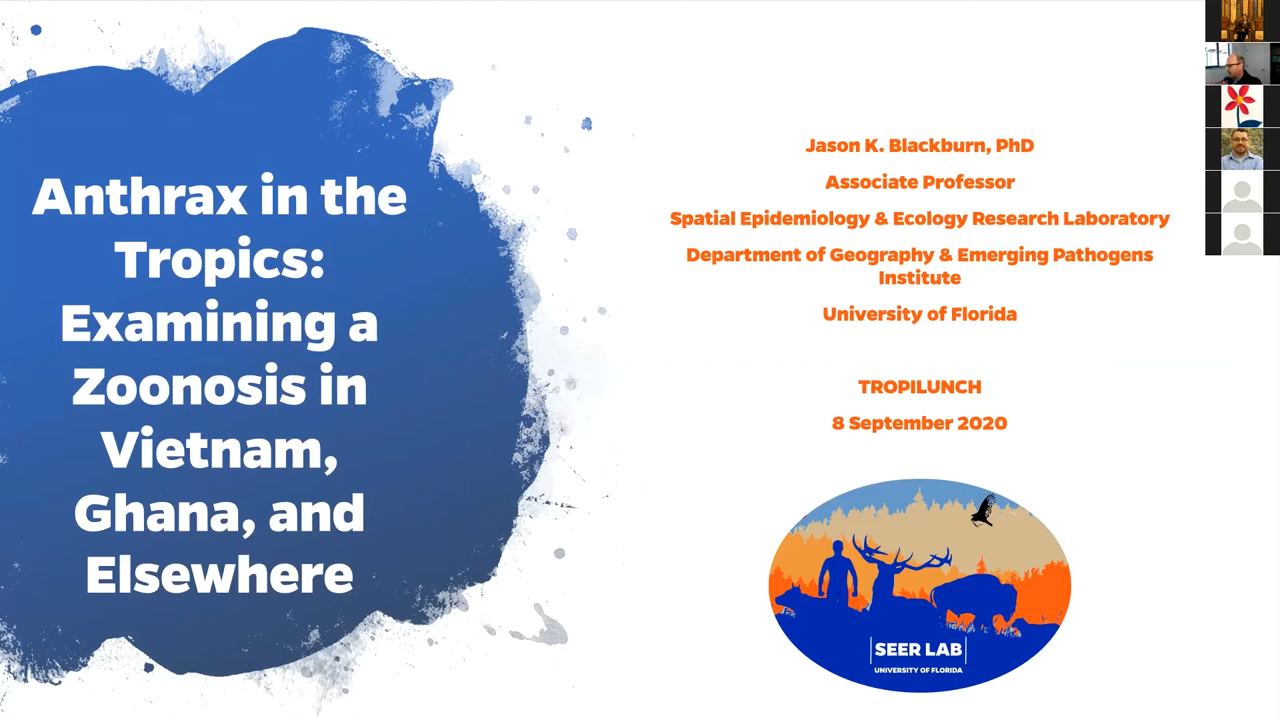 Anthrax in the
Tropics:
Examining a
Zoonosis in
Vietnam,
Ghana, and
Elsewhere
Jason K. Blackburn, PhD
Associate Professor
Spatial Epidemiology & Ecology Research Laboratory
Department of Geography & Emerging Pathogens
Institute
University of Florida
TROPILUNCH
8 September 2020
SEER LAB
UNIVERSITY OF FLORIDA